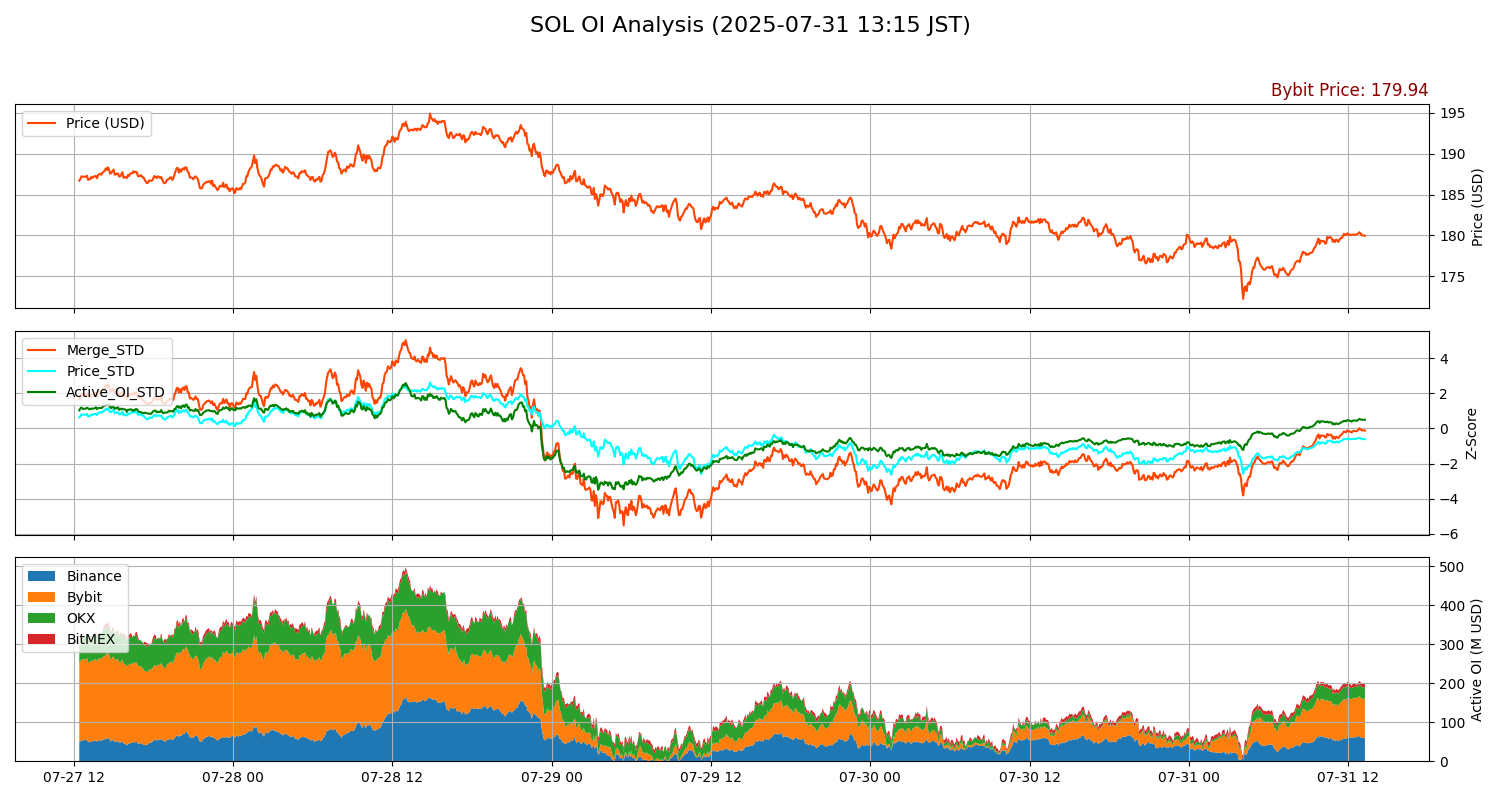 SOL OI Analysis (2025-07-31 13:15 JST)
Bybit Price: 179.94
Price (USD)
195
190
185
180
175
Price (USD)
Merge_STD
Price_STD
Active_OI_STD
4
2
0
−2
−4
−6
Z-Score
Binance
Bybit
OKX
BitMEX
500
400
300
200
100
0
Active OI (M USD)
07-27 12
07-28 00
07-28 12
07-29 00
07-29 12
07-30 00
07-30 12
07-31 00
07-31 12